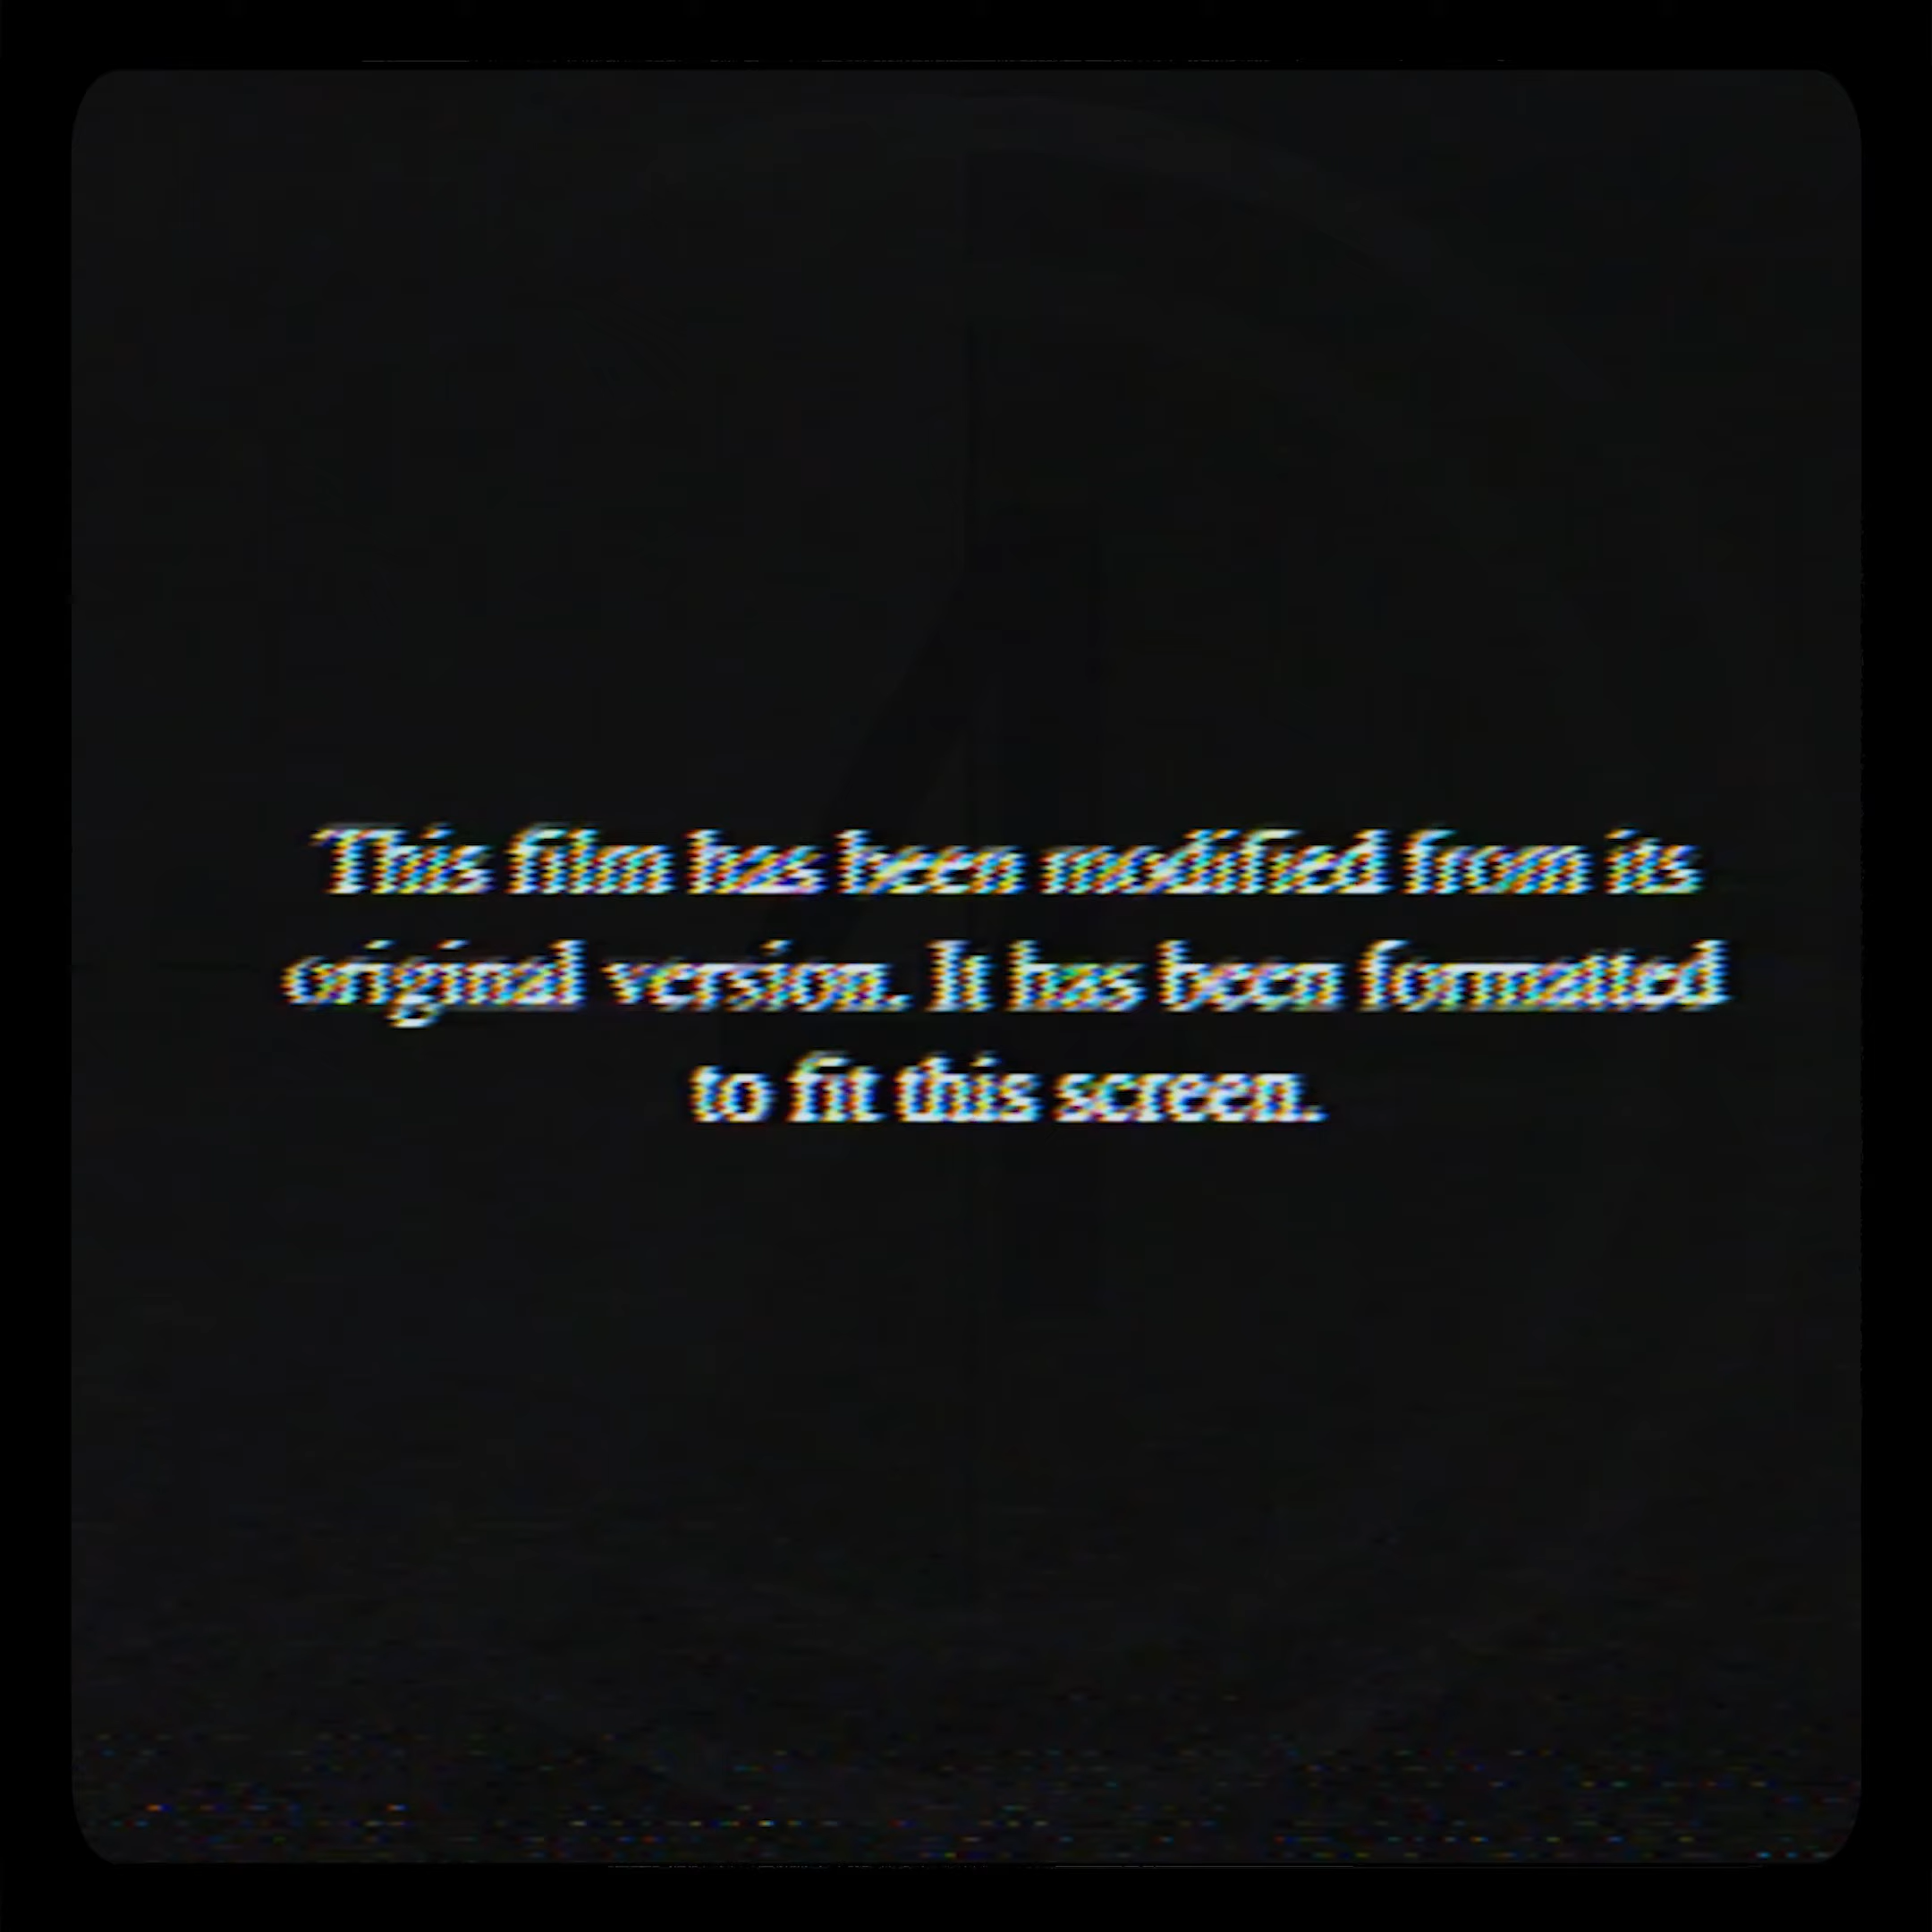 This film has been modified from its
original version. It has been formatted
to fit this screen.